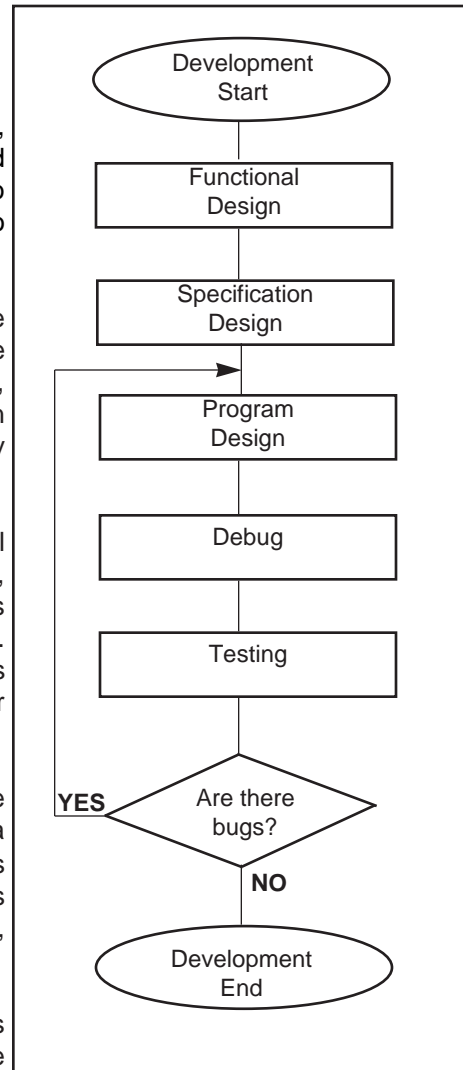 Development
Start
Functional
Design
Specification
Design
Program
Design
Debug
Testing
YES
Are there
bugs?
NO
Development
End